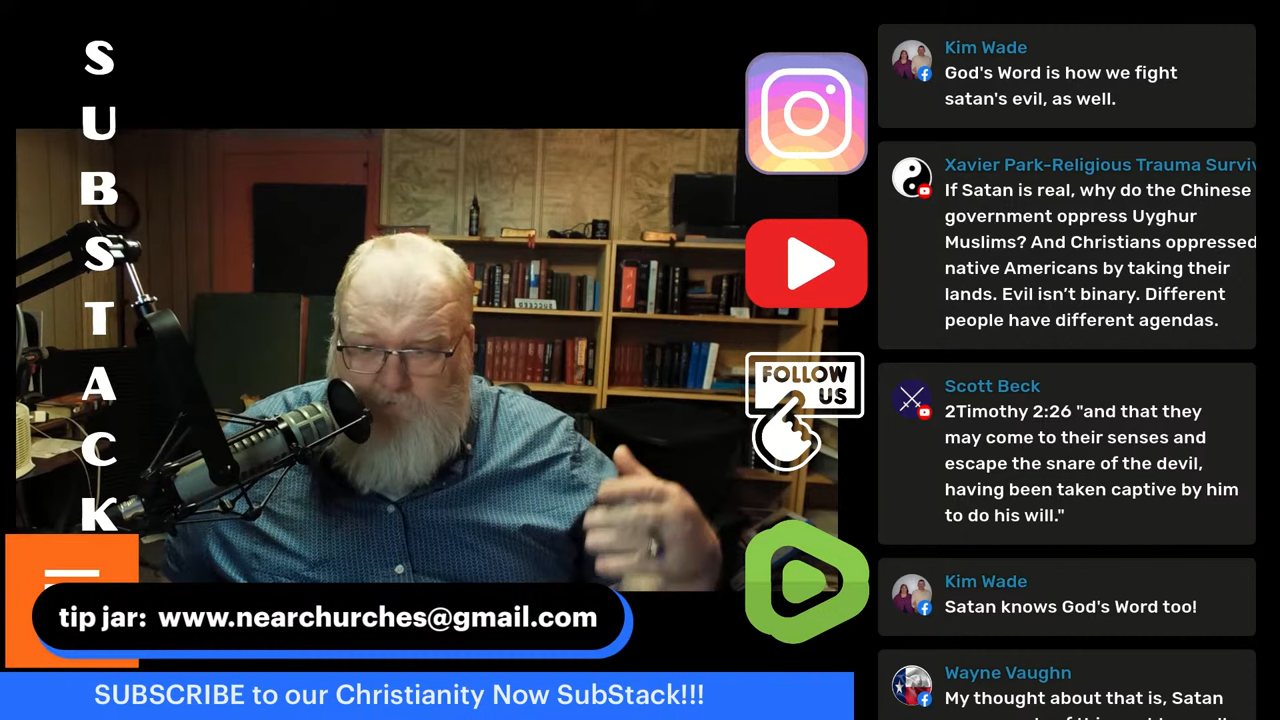 SUBSTACK
SUCCEED
FOLLOW
US
tip jar: www.nearchurches@gmail.com
SUBSCRIBE to our Christianity Now SubStack!!!
Kim Wade
God's Word is how we fight
satan's evil, as well.
Xavier Park-Religious Trauma Surviv
If Satan is real, why do the Chinese
government oppress Uyghur
Muslims? And Christians oppressed
native Americans by taking their
lands. Evil isn’t binary. Different
people have different agendas.
Scott Beck
2Timothy 2:26 "and that they
may come to their senses and
escape the snare of the devil,
having been taken captive by him
to do his will."
Kim Wade
Satan knows God's Word too!
Wayne Vaughn
My thought about that is, Satan